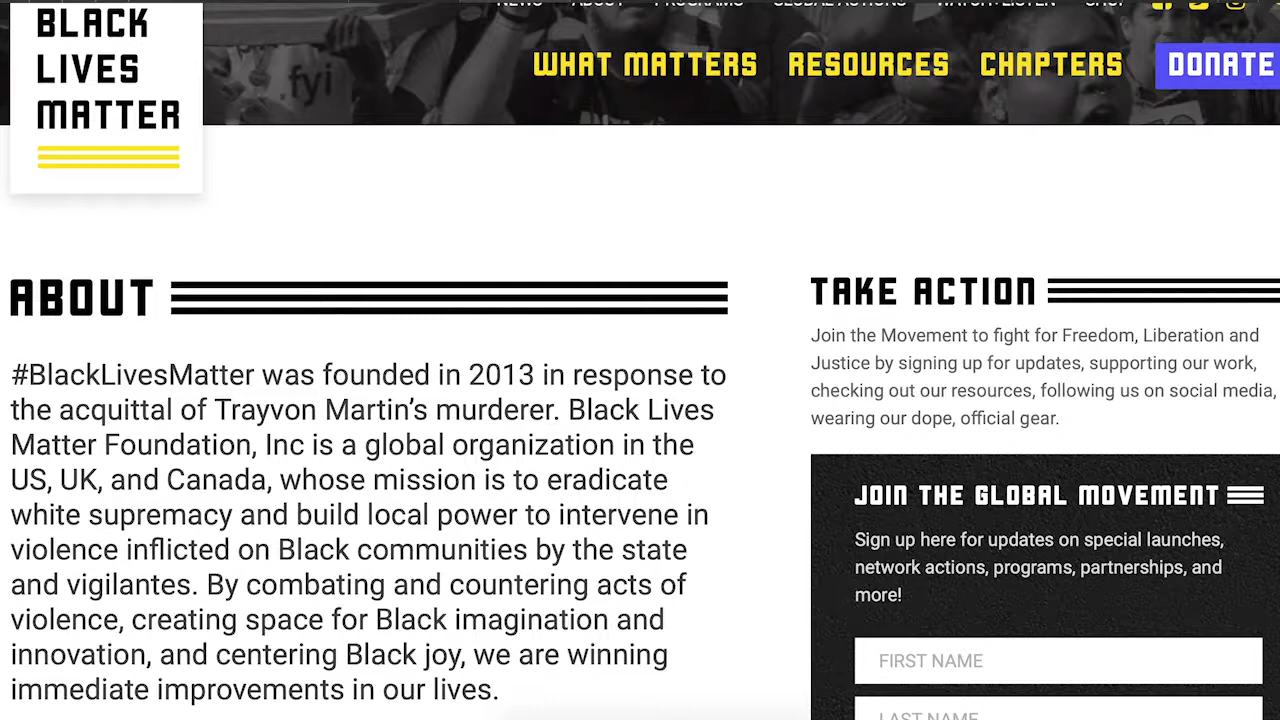 NEWS ABOUT PROGRAMS GLOBAL ACTIONS WATCH+LISTEN SHOP
BLACK
LIVES
MATTER
.fyi
WHAT MATTERS RESOURCES CHAPTERS DONATE
ABOUT
#BlackLivesMatter was founded in 2013 in response to
the acquittal of Trayvon Martin’s murderer. Black Lives
Matter Foundation, Inc is a global organization in the
US, UK, and Canada, whose mission is to eradicate
white supremacy and build local power to intervene in
violence inflicted on Black communities by the state
and vigilantes. By combating and countering acts of
violence, creating space for Black imagination and
innovation, and centering Black joy, we are winning
immediate improvements in our lives.
TAKE ACTION
Join the Movement to fight for Freedom, Liberation and
Justice by signing up for updates, supporting our work,
checking out our resources, following us on social media,
wearing our dope, official gear.
JOIN THE GLOBAL MOVEMENT
Sign up here for updates on special launches,
network actions, programs, partnerships, and
more!
FIRST NAME
LAST NAME